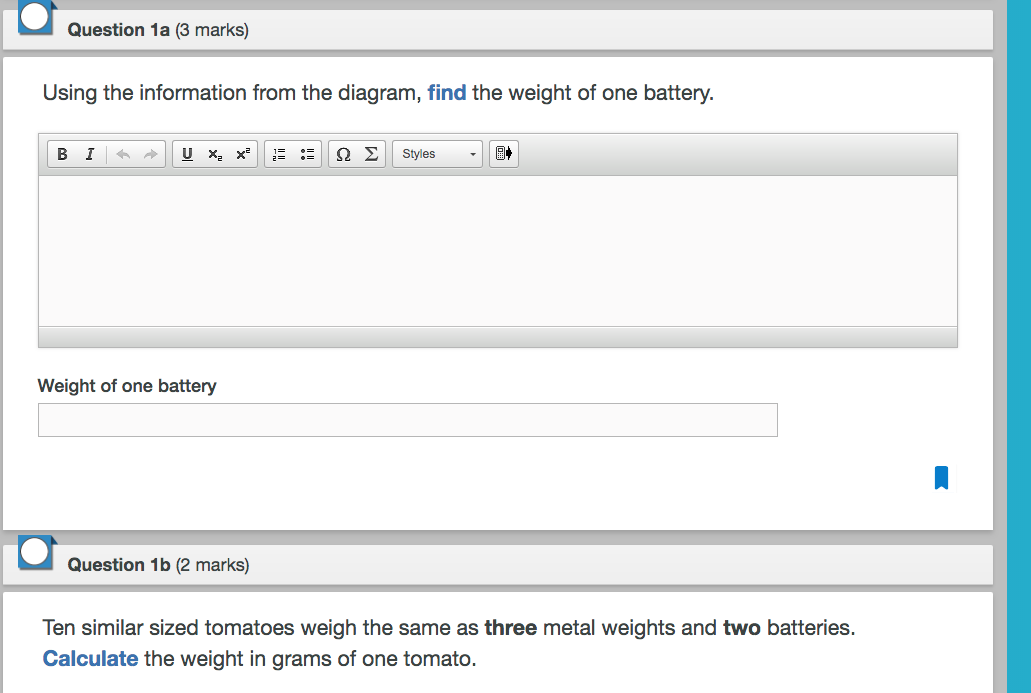 Question 1a (3 marks)
Using the information from the diagram, find the weight of one battery.
B I U x₂ x² Ω Σ Styles
Weight of one battery
Question 1b (2 marks)
Ten similar sized tomatoes weigh the same as three metal weights and two batteries.
Calculate the weight in grams of one tomato.